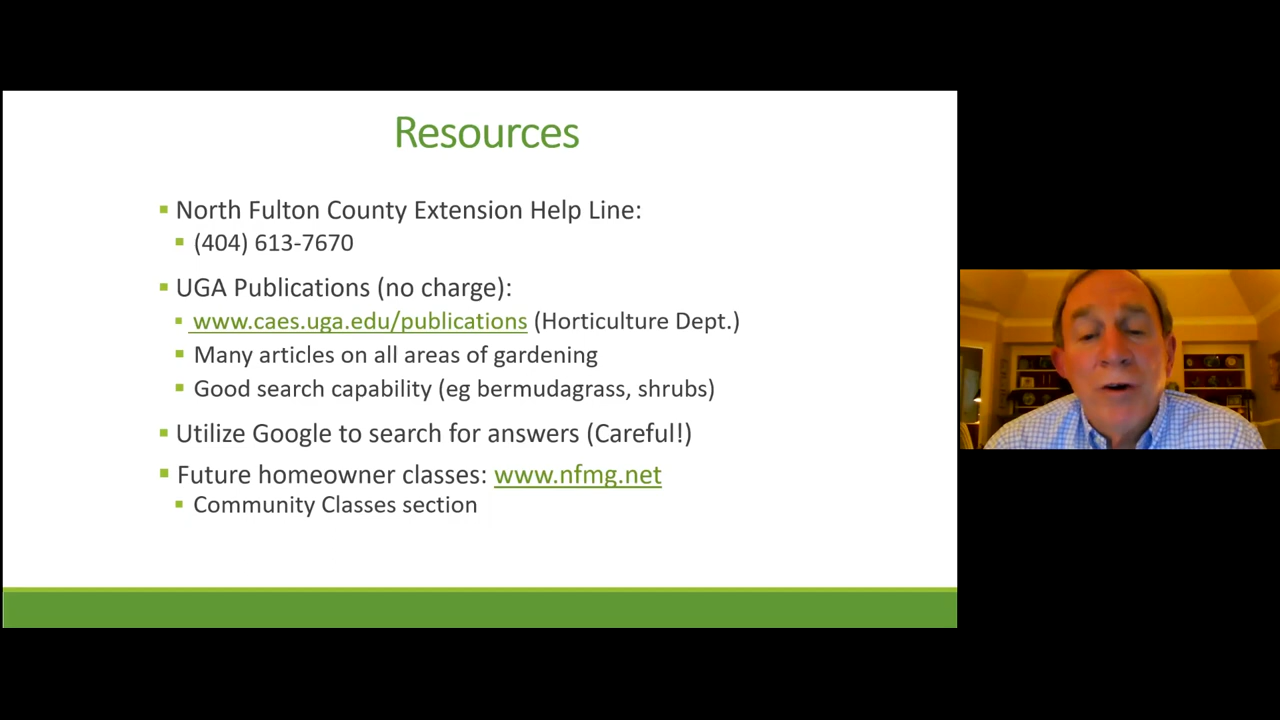 Resources
North Fulton County Extension Help Line:
(404) 613-7670
UGA Publications (no charge):
www.caes.uga.edu/publications (Horticulture Dept.)
Many articles on all areas of gardening
Good search capability (eg bermudagrass, shrubs)
Utilize Google to search for answers (Careful!)
Future homeowner classes: www.nfmg.net
Community Classes section